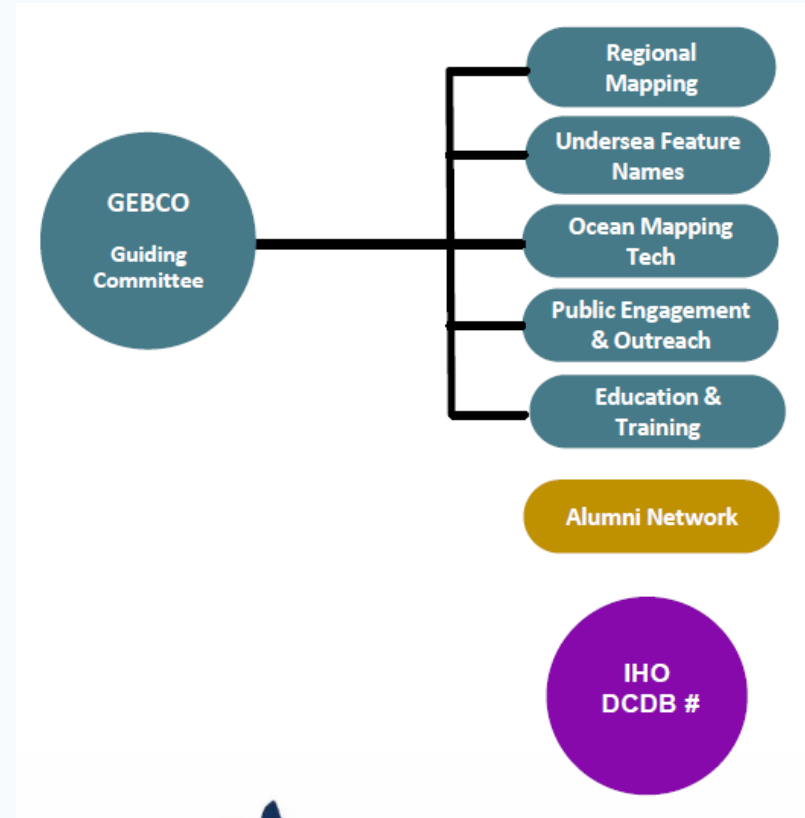 Regional
Mapping
Undersea Feature
Names
GEBCO
Guiding
Committee
Ocean Mapping
Tech
Public Engagement
& Outreach
Education &
Training
Alumni Network
IHO
DCDB #